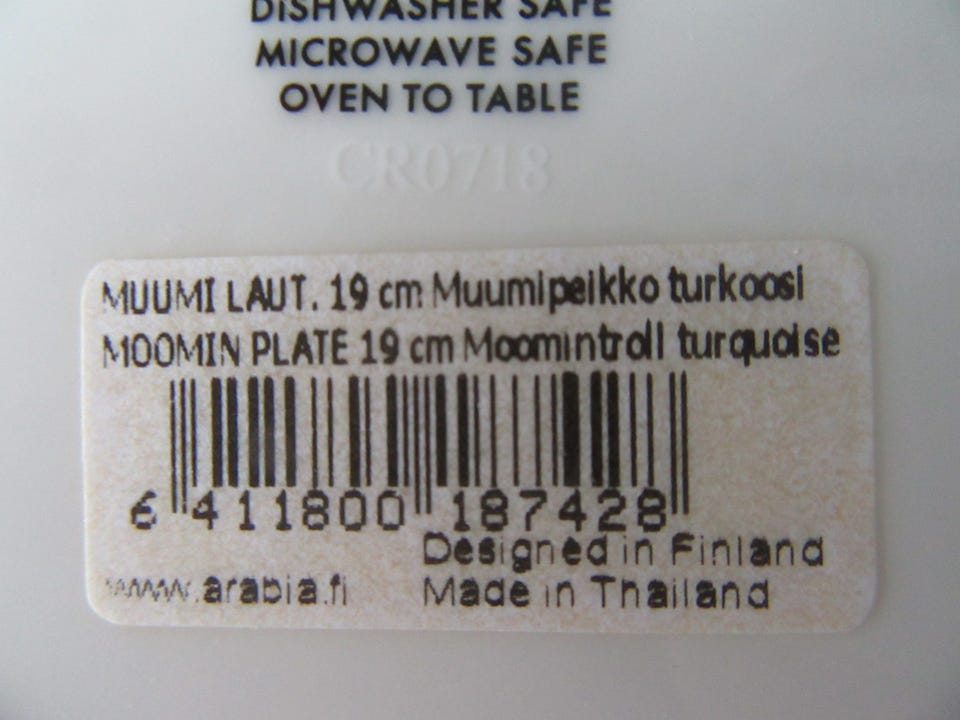 DISHWASHER SAFE
MICROWAVE SAFE
OVEN TO TABLE
CR0718
MUUMI LAUT. 19 cm Muumipeikko turkoosi
MOOMIN PLATE 19 cm Moomintroll turquoise
6 411800 187428
Designed in Finland
www.arabia.fi Made in Thailand